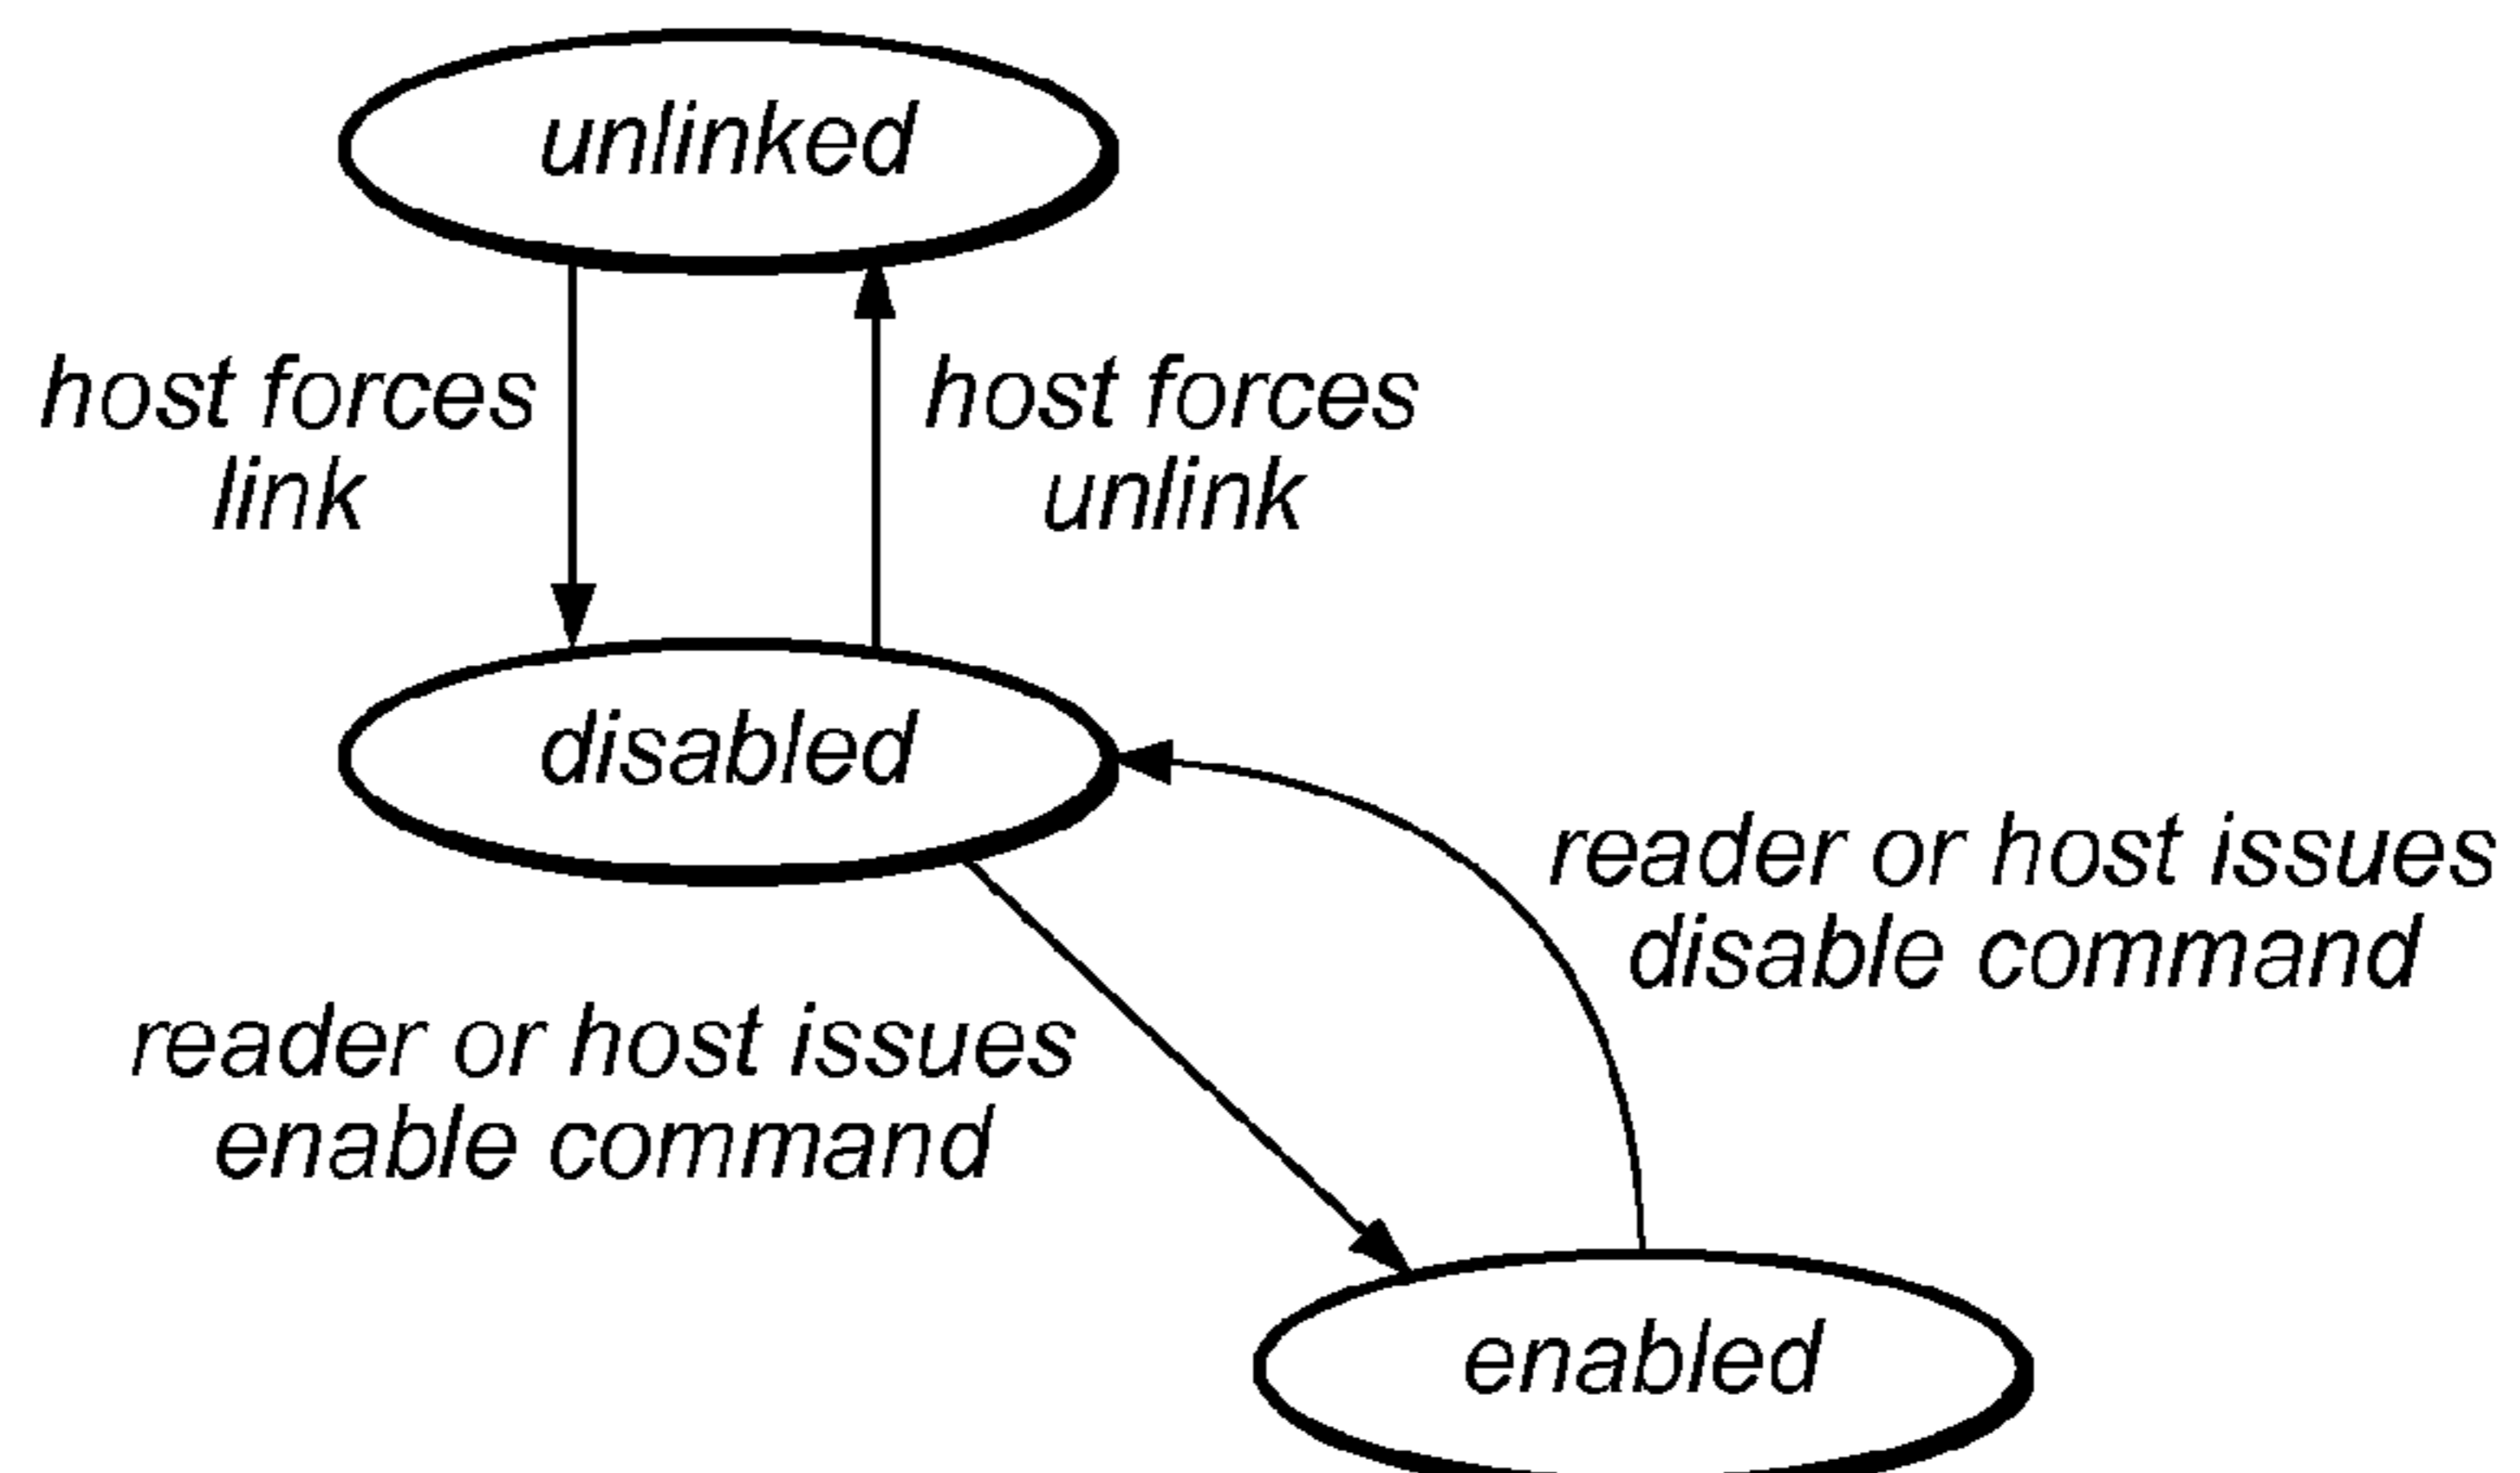 unlinked
host forces
link
host forces
unlink
disabled
reader or host issues
disable command
reader or host issues
enable command
enabled